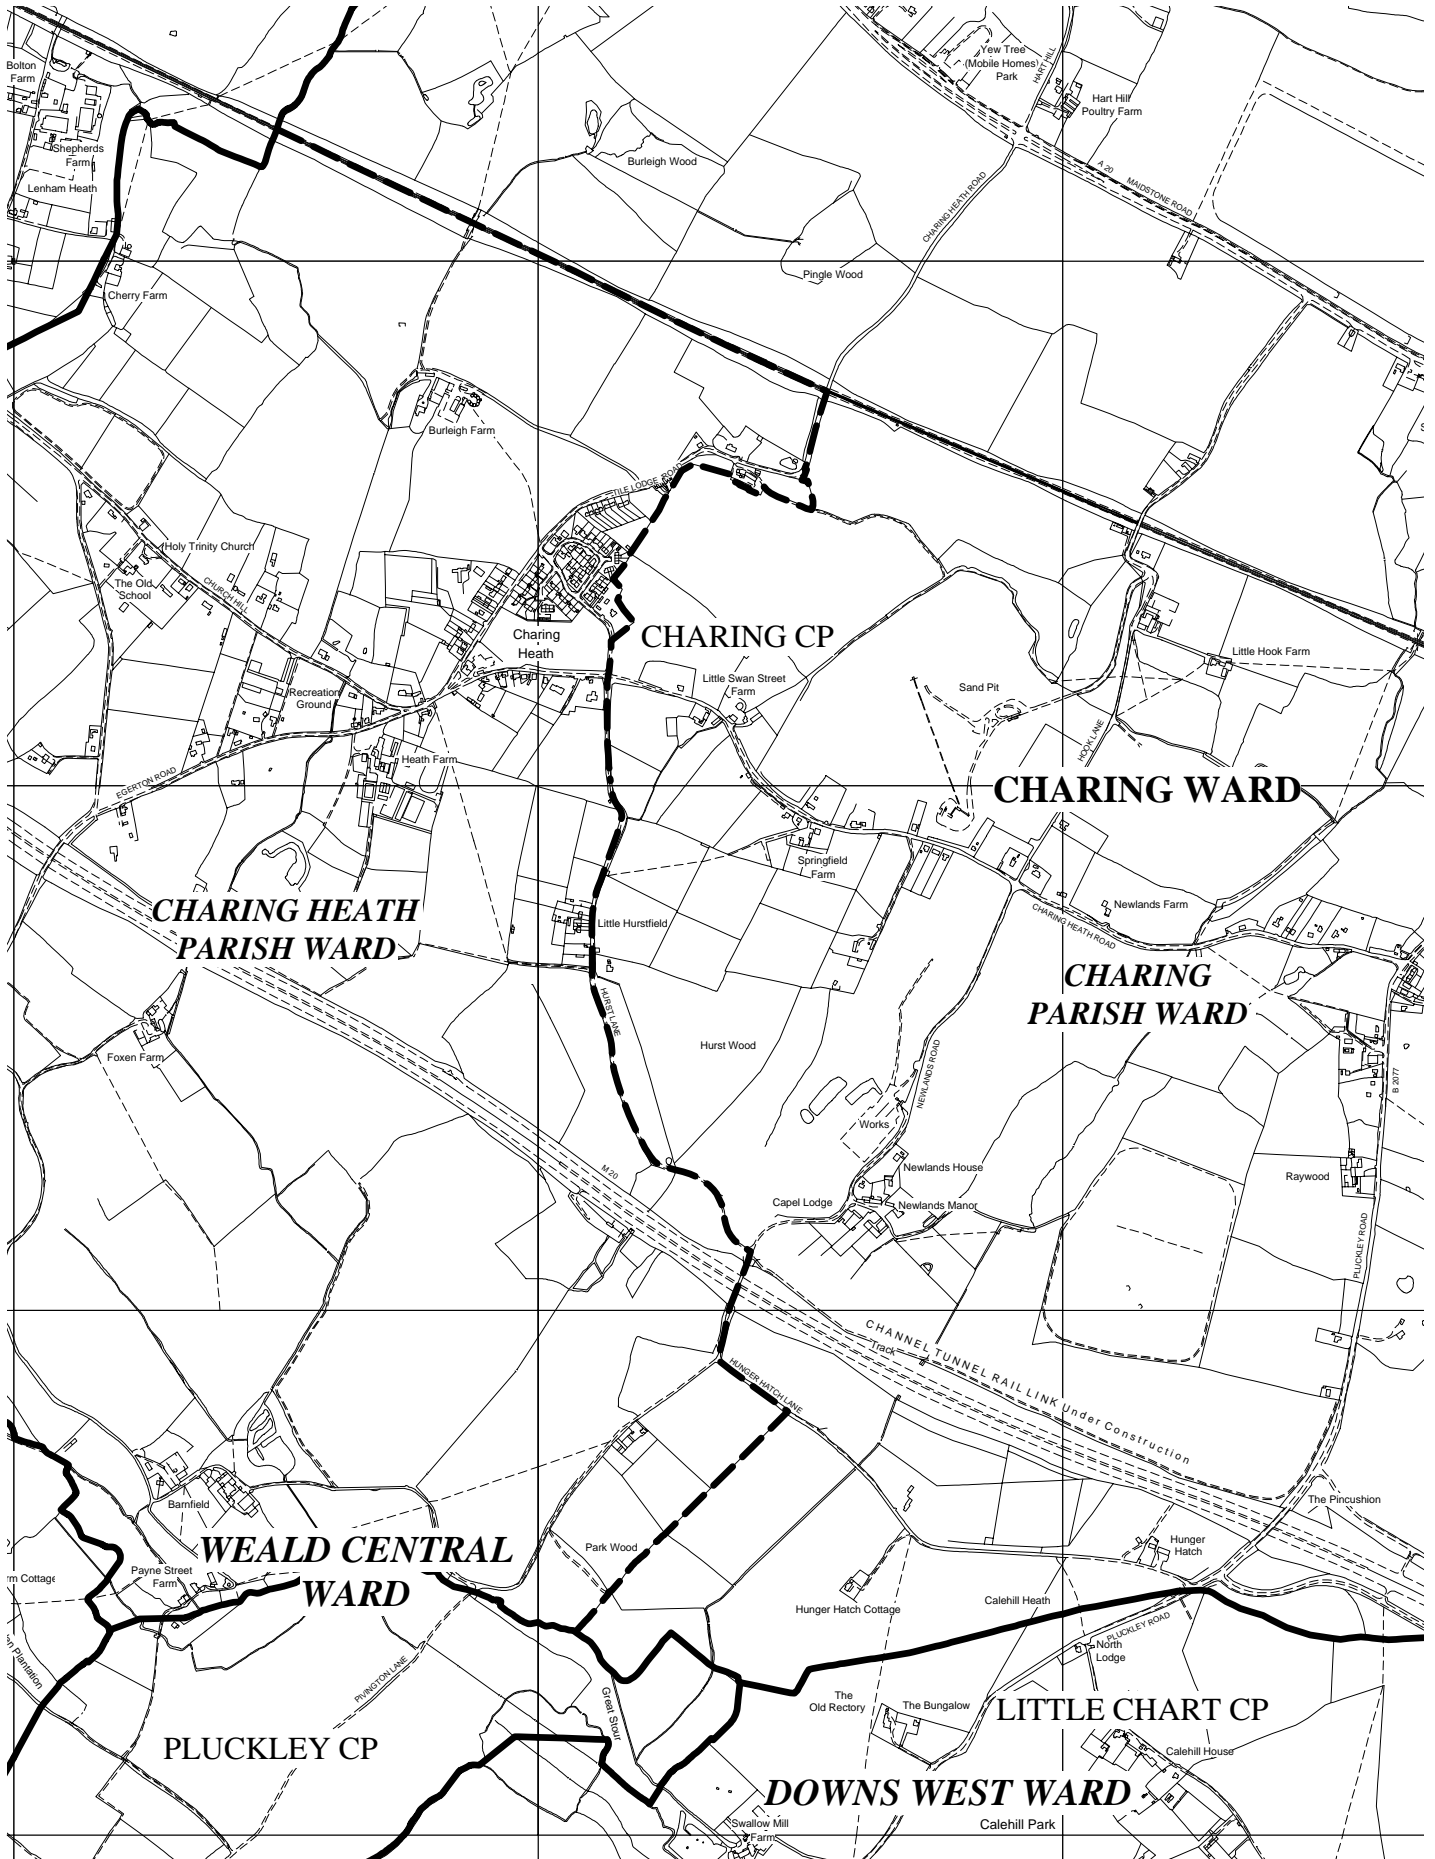 Bolton
Farm
Yew Tree
(Mobile Homes)
Park
HART HILL
Hart Hill
Poultry Farm
Shepherds
Farm
Lenham Heath
Burleigh Wood
A 20
MAIDSTONE ROAD
CHARING HEATH ROAD
Pingle Wood
Cherry Farm
Burleigh Farm
TILE LODGE ROAD
Holy Trinity Church
The Old
School
CHURCH HILL
Charing
Heath
CHARING CP
Little Hook Farm
Little Swan Street
Farm
Sand Pit
Recreation
Ground
HOOK LANE
Heath Farm
EGERTON ROAD
CHARING WARD
Springfield
Farm
CHARING HEATH
PARISH WARD
Little Hurstfield
Newlands Farm
CHARING HEATH ROAD
CHARING
PARISH WARD
HURST LANE
Hurst Wood
Foxen Farm
NEWLANDS ROAD
B 2077
Works
M 20
Newlands House
Raywood
Capel Lodge
Newlands Manor
PLUCKLEY ROAD
CHANNEL TUNNEL RAIL LINK Under Construction
Track
HUNGER HATCH LANE
Barnfield
The Pincushion
WEALD CENTRAL
WARD
Park Wood
Hunger
Hatch
rm Cottage
Payne Street
Farm
Hunger Hatch Cottage
Calehill Heath
PLUCKLEY ROAD
North
Lodge
en Plantation
PIVINGTON LANE
Great Stour
The
Old Rectory
The Bungalow
LITTLE CHART CP
PLUCKLEY CP
Calehill House
DOWNS WEST WARD
Swallow Mill
Farm
Calehill Park